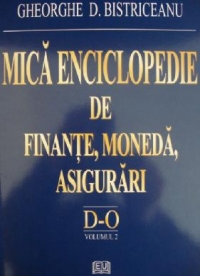 GHEORGHE D. BISTRICEANU
MICĂ ENCICLOPEDIE
DE
FINANȚE, MONEDĂ,
ASIGURĂRI
D-O
VOLUMUL 2